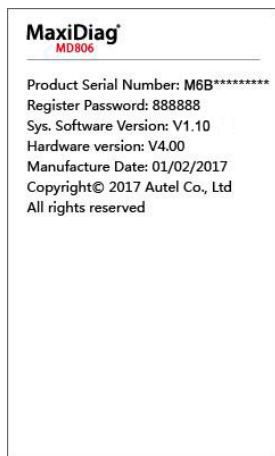 MaxiDiag®
MD806
Product Serial Number: M6B*********
Register Password: 888888
Sys. Software Version: V1.10
Hardware version: V4.00
Manufacture Date: 01/02/2017
Copyright© 2017 Autel Co., Ltd
All rights reserved